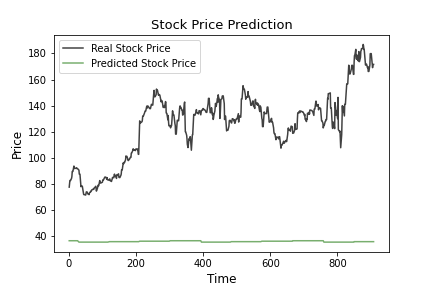 Stock Price Prediction
Real Stock Price
Predicted Stock Price
Price
180
160
140
120
100
80
60
40
0 200 400 600 800
Time